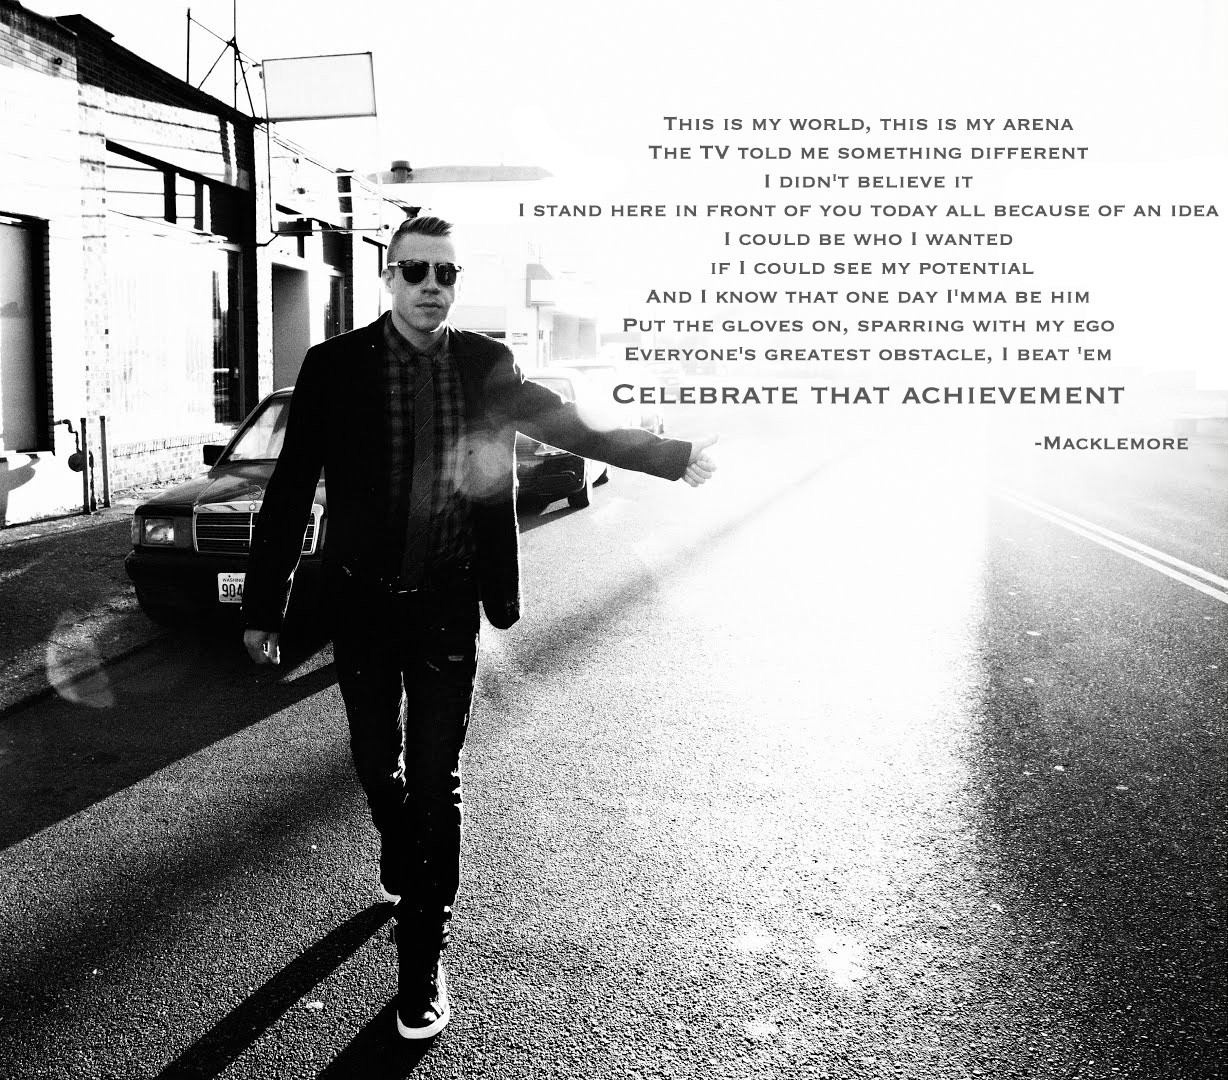 This is my world, this is my arena
The TV told me something different
I didn't believe it
I stand here in front of you today all because of an idea
I could be who I wanted
if I could see my potential
And I know that one day I'mma be him
Put the gloves on, sparring with my ego
Everyone's greatest obstacle, I beat 'em
Celebrate that achievement
-Macklemore
WASHING
904